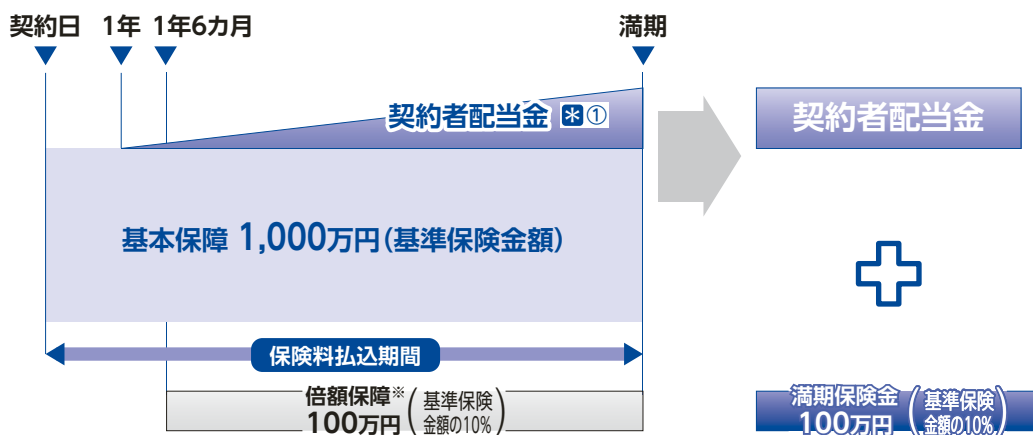 契約日 1年 1年6カ月 満期
契約者配当金 *①
契約者配当金
基本保障 1,000万円(基準保険金額)
保険料払込期間
倍額保障※
100万円
(基準保険
金額の10%)
満期保険金
100万円
(基準保険
金額の10%)